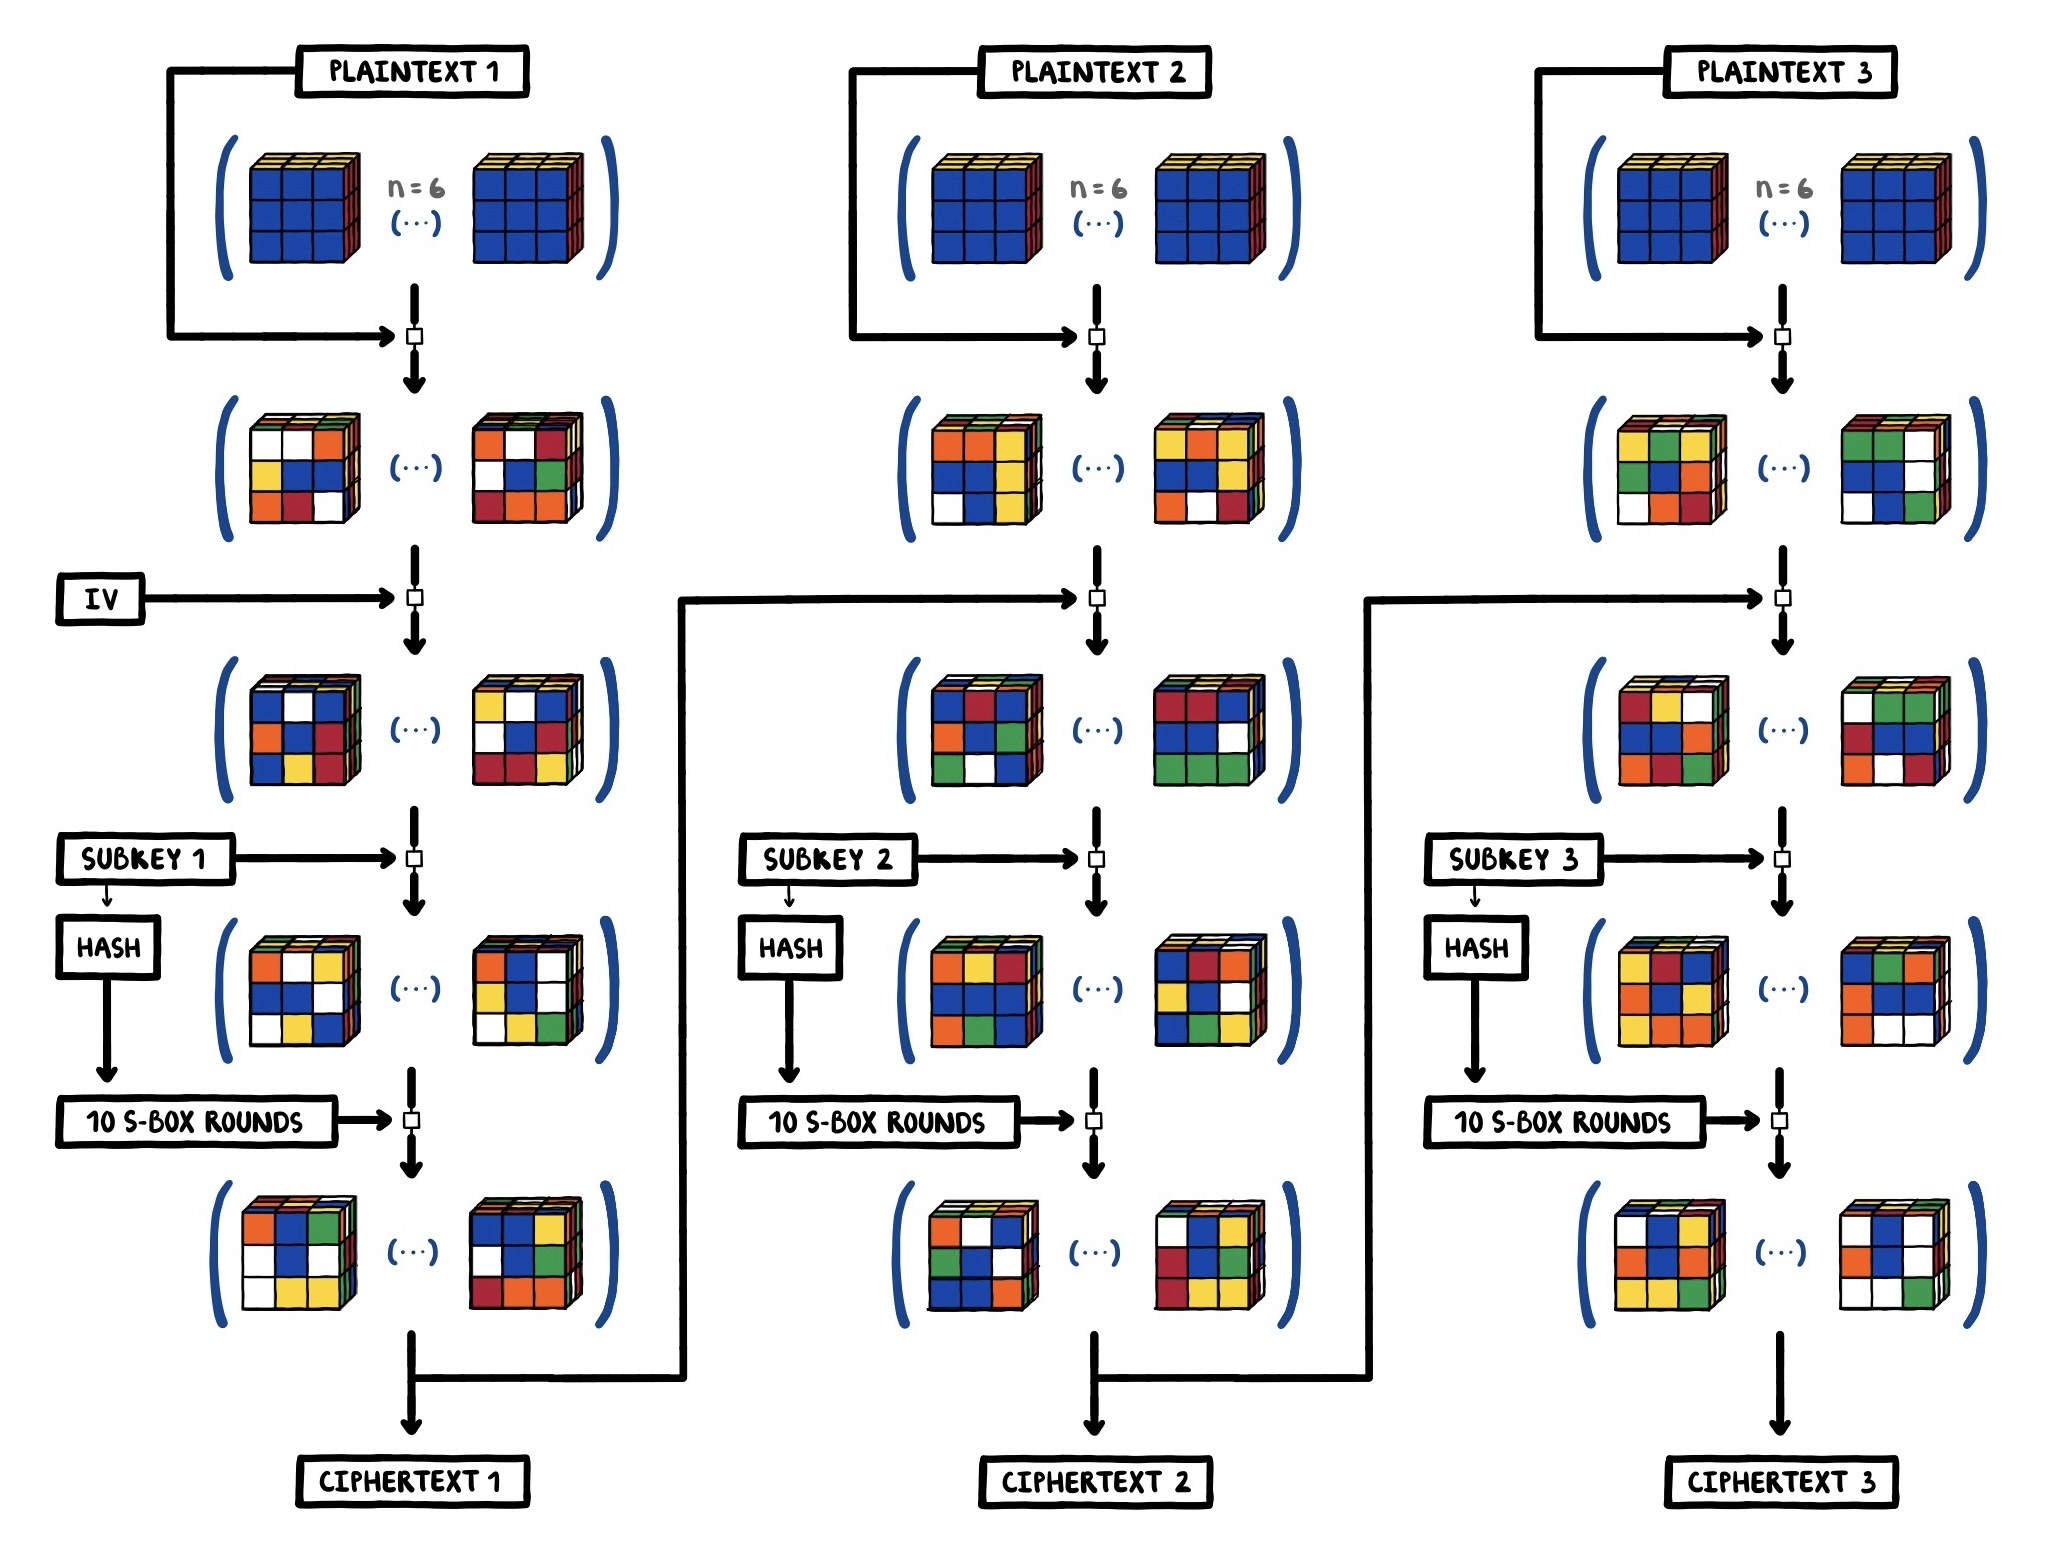 PLAINTEXT 1
PLAINTEXT 2
PLAINTEXT 3
n = 6
(···)
n = 6
(···)
n = 6
(···)
(···)
(···)
(···)
IV
(···)
(···)
(···)
SUBKEY 1
SUBKEY 2
SUBKEY 3
HASH
HASH
HASH
(···)
(···)
(···)
10 S-BOX ROUNDS
10 S-BOX ROUNDS
10 S-BOX ROUNDS
(···)
(···)
(···)
CIPHERTEXT 1
CIPHERTEXT 2
CIPHERTEXT 3